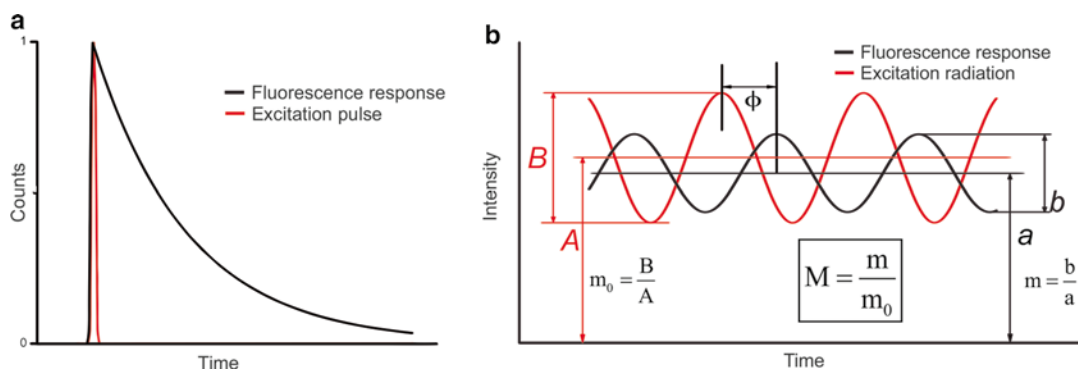 a
1
Counts
0
Time
Fluorescence response
Excitation pulse
b
Fluorescence response
Excitation radiation
ϕ
B
A
Intensity
b
a
m₀ = B/A
M = m/m₀
m = b/a
Time